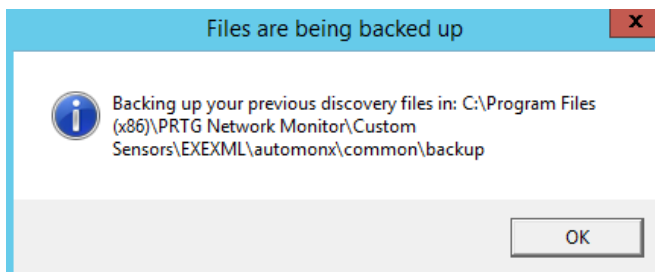 Files are being backed up
x
Backing up your previous discovery files in: C:\Program Files
(x86)\PRTG Network Monitor\Custom
Sensors\EXEXML\automonx\common\backup
OK